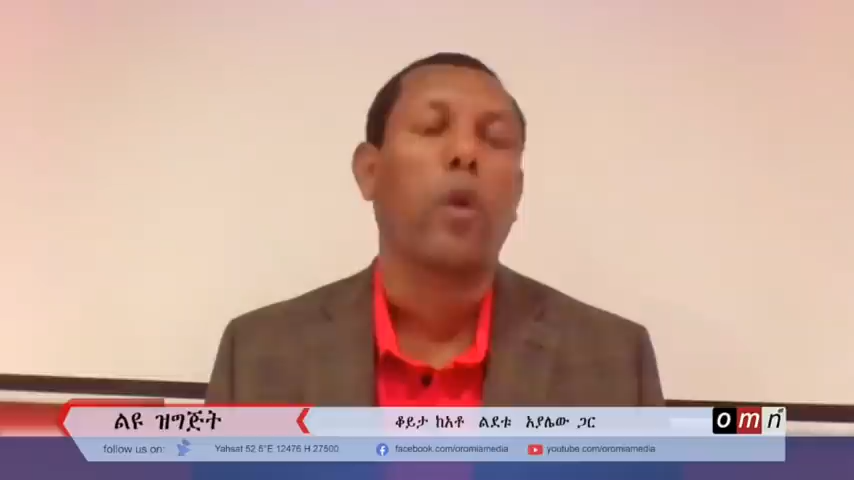 ልዩ ዝግጅት
ቆይታ ከአቶ ልደቱ አያሌው ጋር
omn
follow us on: Yahsat 52 5°E 12476 H 27500 facebook.com/oromiamedia youtube.com/oromiamedia